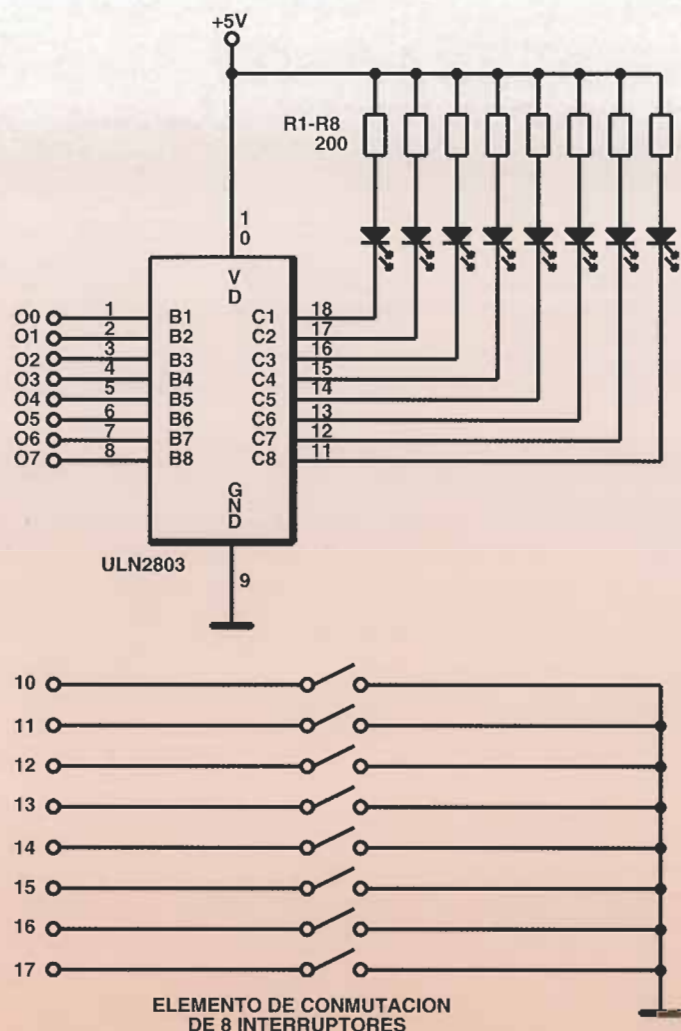 +5V
R1-R8
200
1
0
V
D
O0 1 B1 C1 18
O1 2 B2 C2 17
O2 3 B3 C3 16
O3 4 B4 C4 15
O4 5 B5 C5 14
O5 6 B6 C6 13
O6 7 B7 C7 12
O7 8 B8 C8 11
G
N
D
ULN2803
9
10
11
12
13
14
15
16
17
ELEMENTO DE CONMUTACION
DE 8 INTERRUPTORES